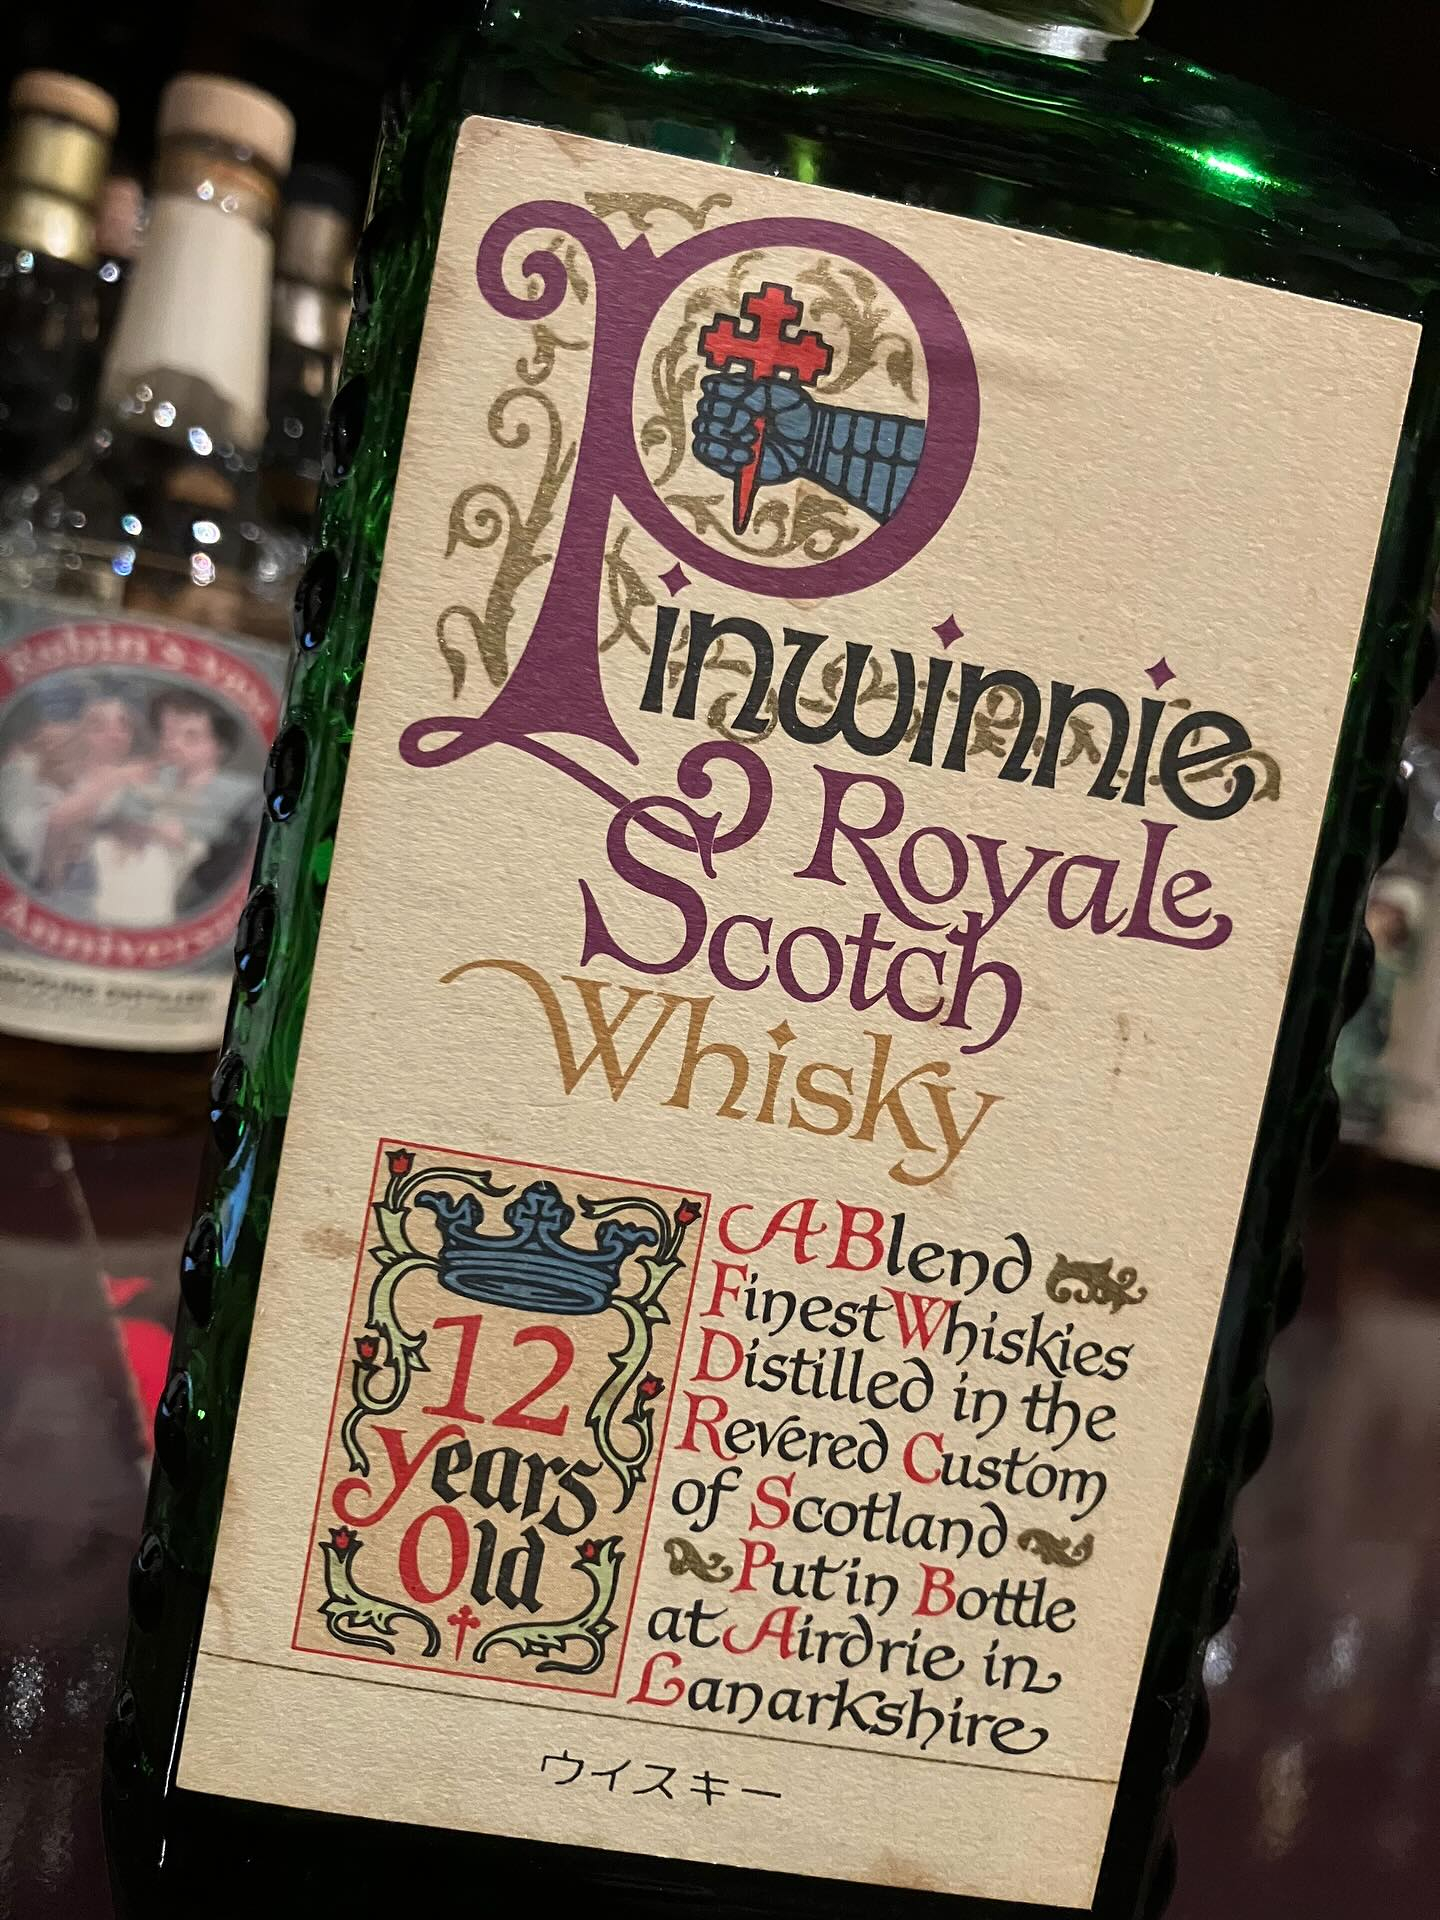 Pinwinnie
Royale
Scotch
Whisky
12
years
Old
A Blend
Finest Whiskies
Distilled in the
Revered Custom
of Scotland
Put in Bottle
at Airdrie in
Lanarkshire
ウイスキー
Anniversary